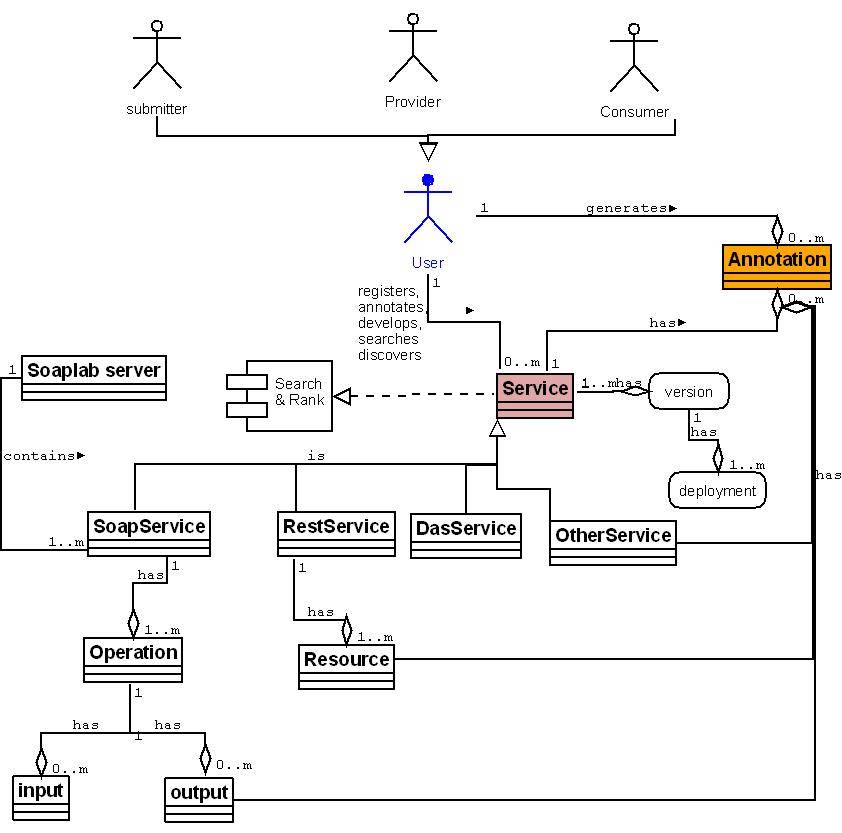 submitter
Provider
Consumer
User
1
generates
0..m
Annotation
0..m
1
registers,
annotates,
develops,
searches
discovers
has
0..m
1
Soaplab server
1
Search
& Rank
Service
1..mhas
version
1
has
1..m
deployment
contains
is
has
1..m
SoapService
RestService
DasService
OtherService
1
has
1..m
1
has
1..m
Operation
Resource
1
has
1
has
0..m
0..m
input
output